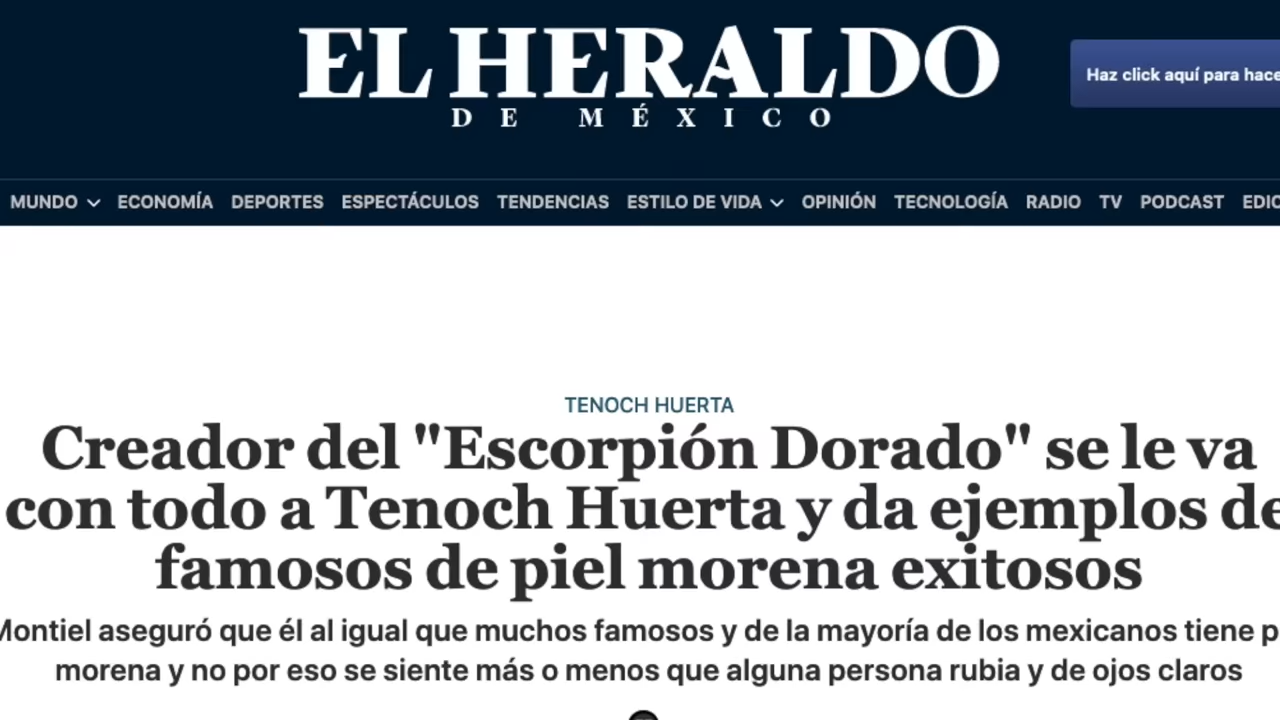 EL HERALDO
DE MÉXICO
Haz click aquí para hace
MUNDO ECONOMÍA DEPORTES ESPECTÁCULOS TENDENCIAS ESTILO DE VIDA OPINIÓN TECNOLOGÍA RADIO TV PODCAST EDIC
TENOCH HUERTA
Creador del "Escorpión Dorado" se le va
con todo a Tenoch Huerta y da ejemplos de
famosos de piel morena exitosos
Montiel aseguró que él al igual que muchos famosos y de la mayoría de los mexicanos tiene p
morena y no por eso se siente más o menos que alguna persona rubia y de ojos claros